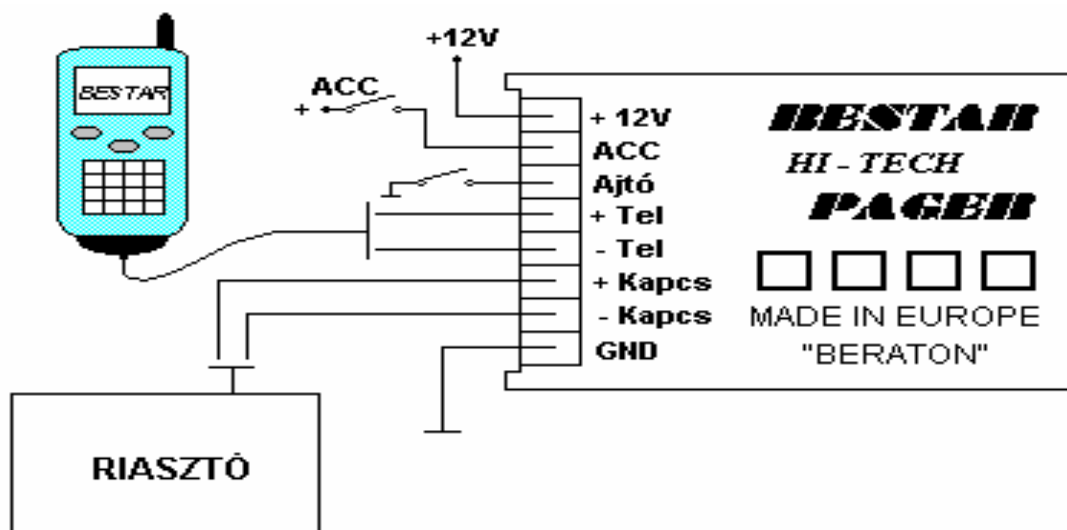 BESTAR
+12V
ACC
+
+ 12V
ACC
Ajtó
+ Tel
- Tel
+ Kapcs
- Kapcs
GND
BESTAR
HI - TECH
PAGER
MADE IN EUROPE
"BERATON"
RIASZTÓ